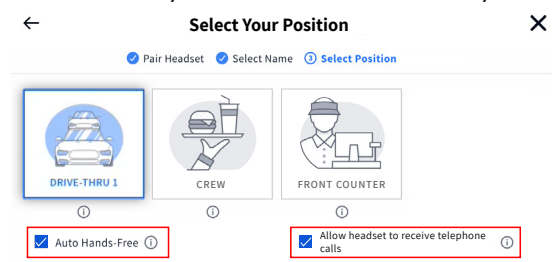 Select Your Position
Pair Headset Select Name 3 Select Position
DRIVE-THRU 1 CREW FRONT COUNTER
Auto Hands-Free Allow headset to receive telephone
calls